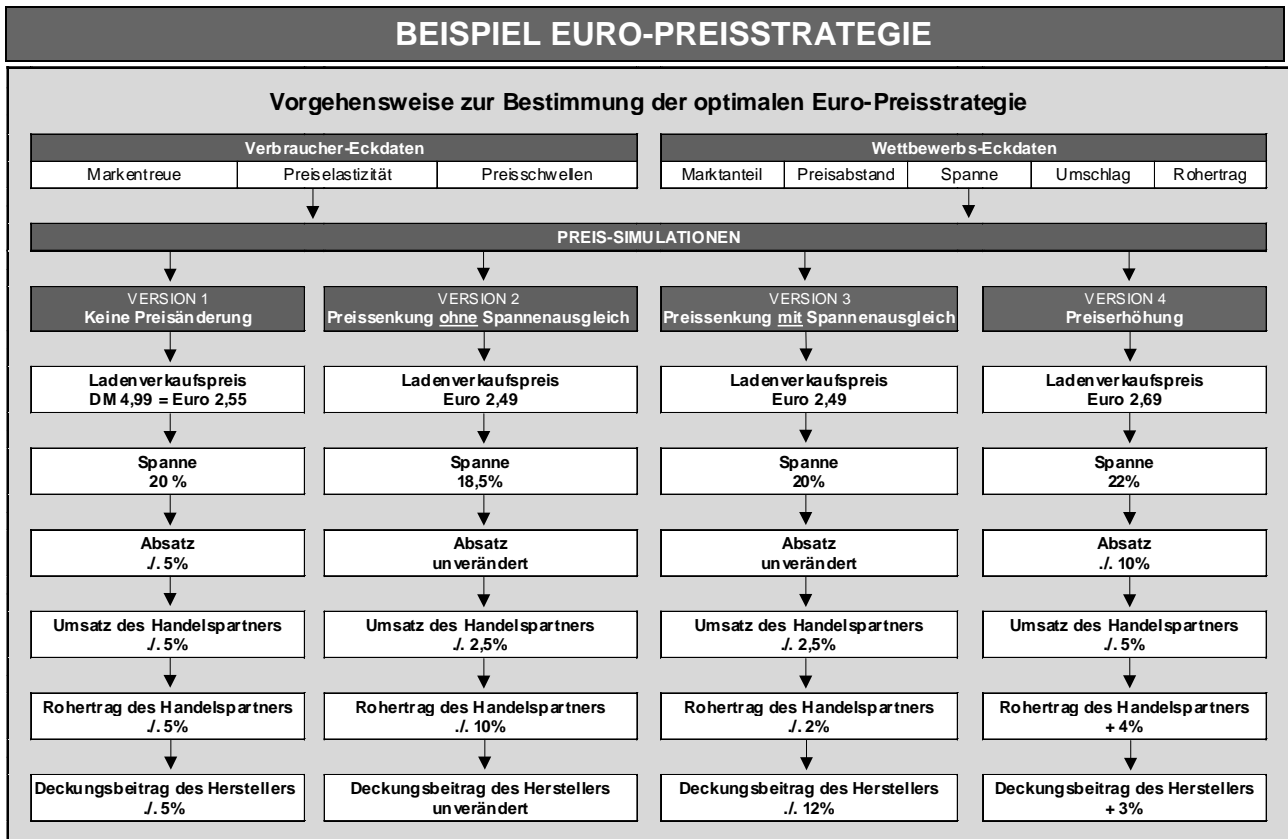 BEISPIEL EURO-PREISSTRATEGIE
Vorgehensweise zur Bestimmung der optimalen Euro-Preisstrategie
Verbraucher-Eckdaten
Markentreue
Preiselastizität
Preisschwellen
Wettbewerbs-Eckdaten
Marktanteil
Preisabstand
Spanne
Umschlag
Rohertrag
PREIS-SIMULATIONEN
VERSION 1
Keine Preisänderung
VERSION 2
Preissenkung ohne Spannenausgleich
VERSION 3
Preissenkung mit Spannenausgleich
VERSION 4
Preiserhöhung
Ladenverkaufspreis
DM 4,99 = Euro 2,55
Ladenverkaufspreis
Euro 2,49
Ladenverkaufspreis
Euro 2,49
Ladenverkaufspreis
Euro 2,69
Spanne
20 %
Spanne
18,5%
Spanne
20%
Spanne
22%
Absatz
./. 5%
Absatz
unverändert
Absatz
unverändert
Absatz
./. 10%
Umsatz des Handelspartners
./. 5%
Umsatz des Handelspartners
./. 2,5%
Umsatz des Handelspartners
./. 2,5%
Umsatz des Handelspartners
./. 5%
Rohertrag des Handelspartners
./. 5%
Rohertrag des Handelspartners
./. 10%
Rohertrag des Handelspartners
./. 2%
Rohertrag des Handelspartners
+ 4%
Deckungsbeitrag des Herstellers
./. 5%
Deckungsbeitrag des Herstellers
unverändert
Deckungsbeitrag des Herstellers
./. 12%
Deckungsbeitrag des Herstellers
+ 3%